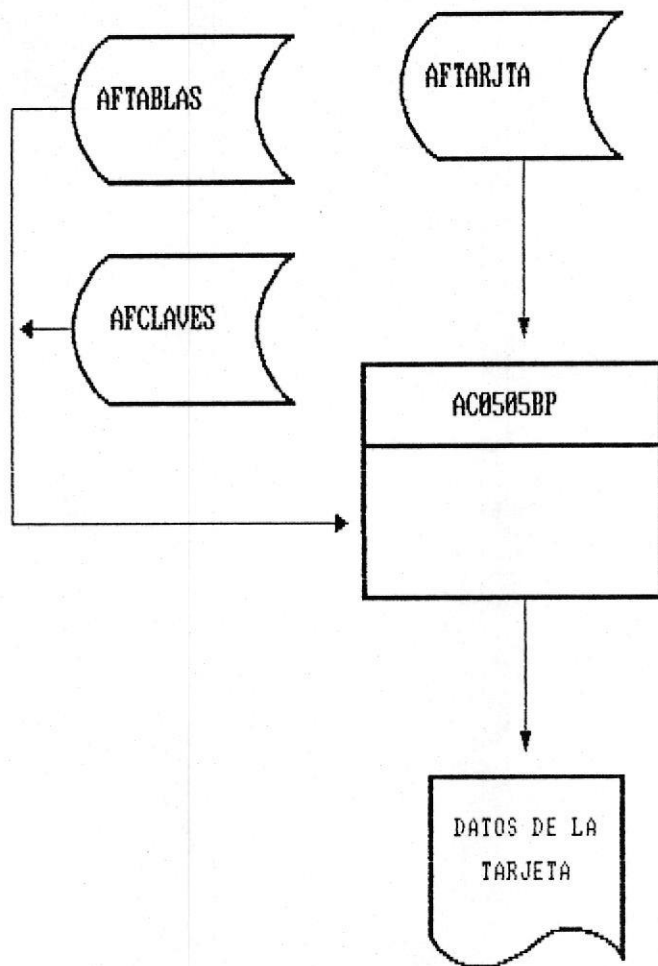 AFTABLAS
AFTARJTA
AFCLAVES
AC0505BP
DATOS DE LA
TARJETA